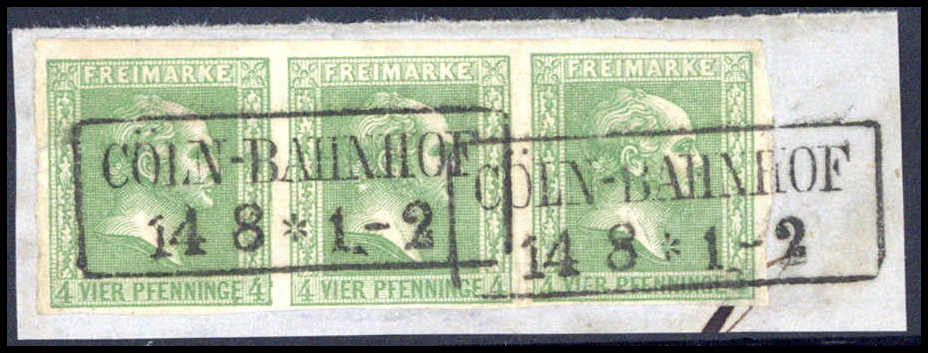 FREIMARKE FREIMARKE FREIMARKE
CÖLN-BAHNHOF CÖLN-BAHNHOF
14 8 * 1-2 14 8 * 1-2
4 VIER PFENNINGE 4 4 VIER PFENNINGE 4 4 VIER PFENNINGE 4